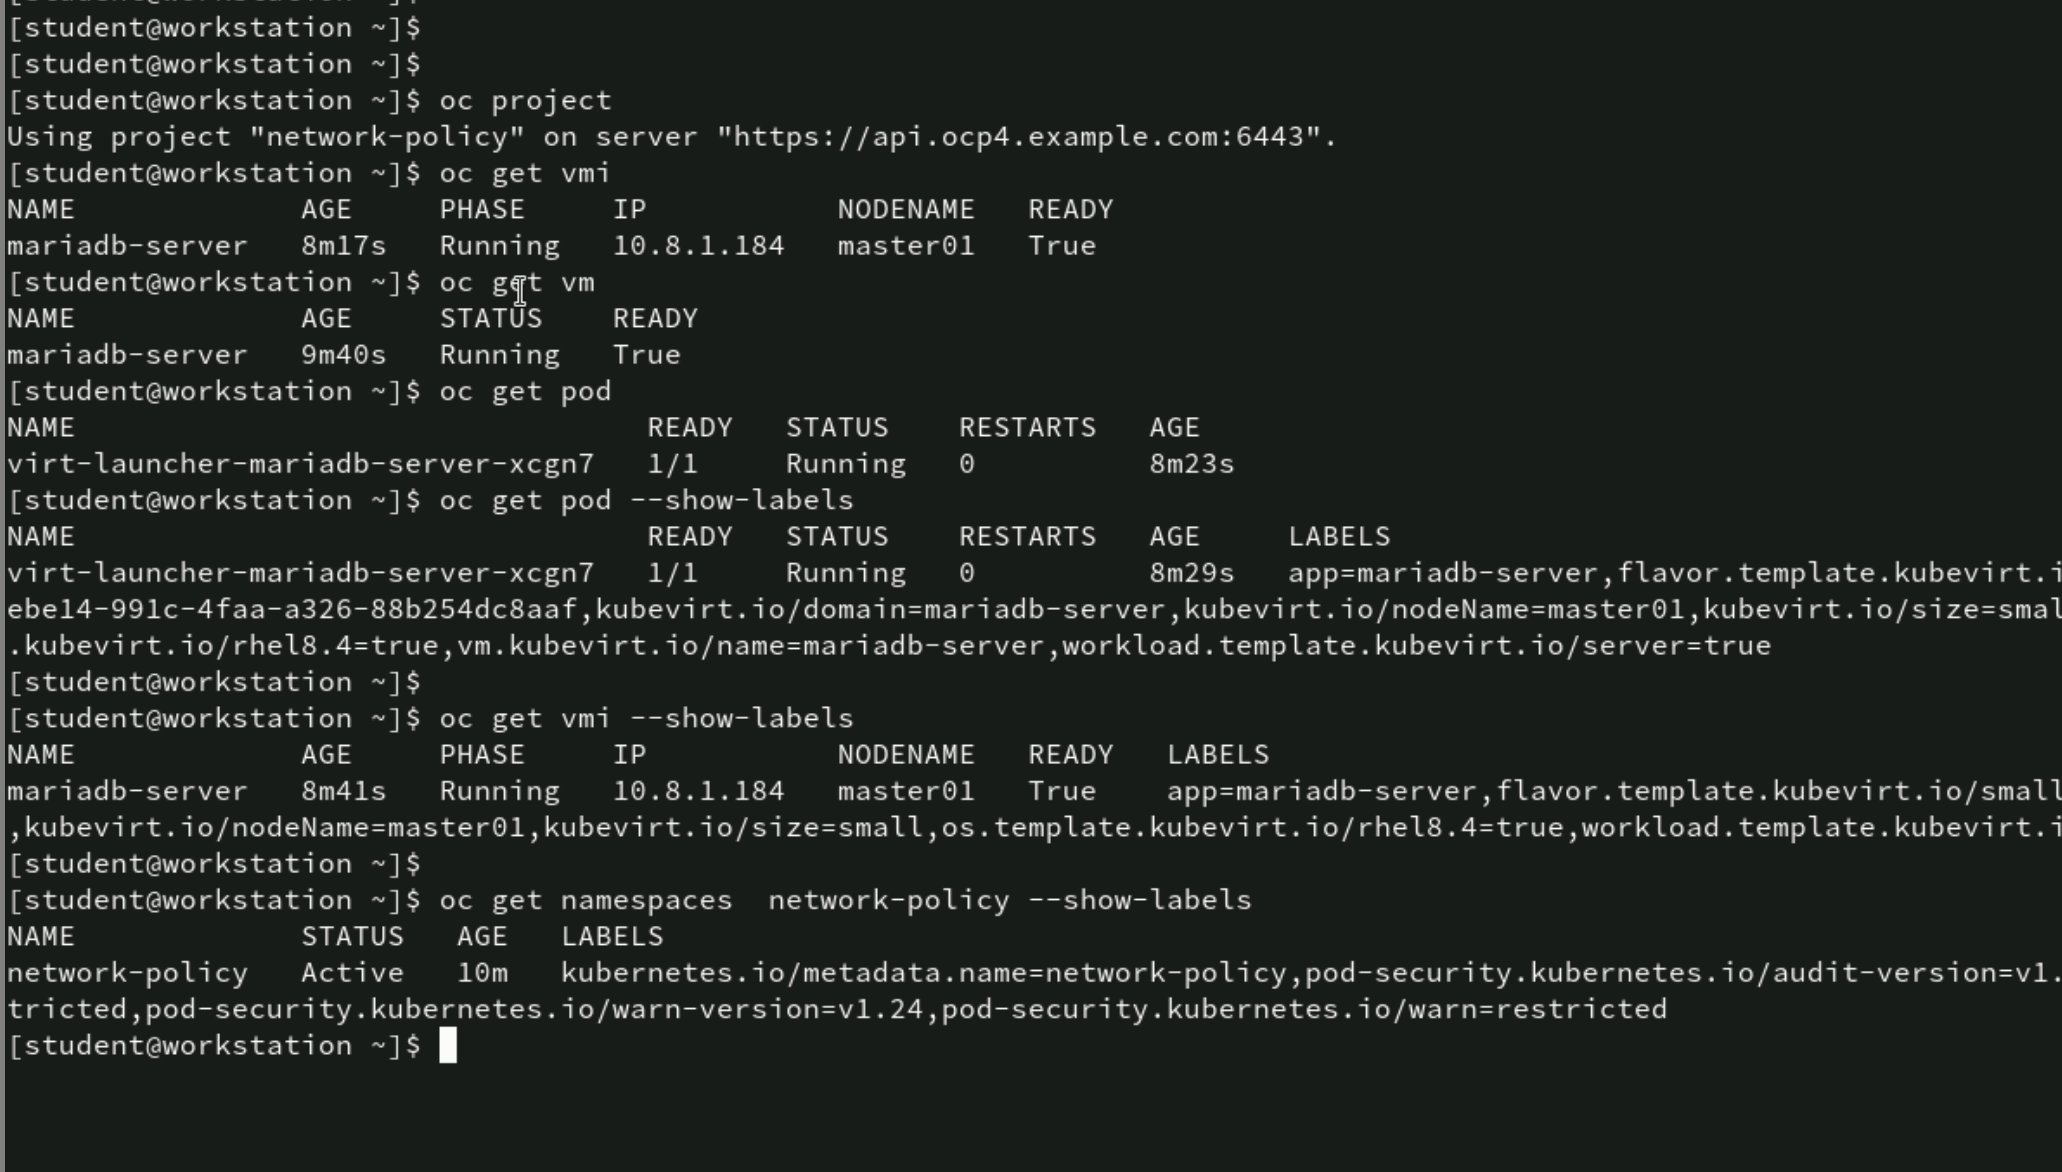 [student@workstation ~]$
[student@workstation ~]$
[student@workstation ~]$ oc project
Using project "network-policy" on server "https://api.ocp4.example.com:6443".
[student@workstation ~]$ oc get vmi
NAME             AGE     PHASE     IP           NODENAME   READY
mariadb-server   8m17s   Running   10.8.1.184   master01   True
[student@workstation ~]$ oc get vm
NAME             AGE     STATUS    READY
mariadb-server   9m40s   Running   True
[student@workstation ~]$ oc get pod
NAME                                 READY   STATUS    RESTARTS   AGE
virt-launcher-mariadb-server-xcgn7   1/1     Running   0          8m23s
[student@workstation ~]$ oc get pod --show-labels
NAME                                 READY   STATUS    RESTARTS   AGE     LABELS
virt-launcher-mariadb-server-xcgn7   1/1     Running   0          8m29s   app=mariadb-server,flavor.template.kubevirt.i
ebe14-991c-4faa-a326-88b254dc8aaf,kubevirt.io/domain=mariadb-server,kubevirt.io/nodeName=master01,kubevirt.io/size=smal
.kubevirt.io/rhel8.4=true,vm.kubevirt.io/name=mariadb-server,workload.template.kubevirt.io/server=true
[student@workstation ~]$
[student@workstation ~]$ oc get vmi --show-labels
NAME             AGE     PHASE     IP           NODENAME   READY   LABELS
mariadb-server   8m41s   Running   10.8.1.184   master01   True    app=mariadb-server,flavor.template.kubevirt.io/small
,kubevirt.io/nodeName=master01,kubevirt.io/size=small,os.template.kubevirt.io/rhel8.4=true,workload.template.kubevirt.i
[student@workstation ~]$
[student@workstation ~]$ oc get namespaces  network-policy --show-labels
NAME             STATUS   AGE   LABELS
network-policy   Active   10m   kubernetes.io/metadata.name=network-policy,pod-security.kubernetes.io/audit-version=v1.
tricted,pod-security.kubernetes.io/warn-version=v1.24,pod-security.kubernetes.io/warn=restricted
[student@workstation ~]$